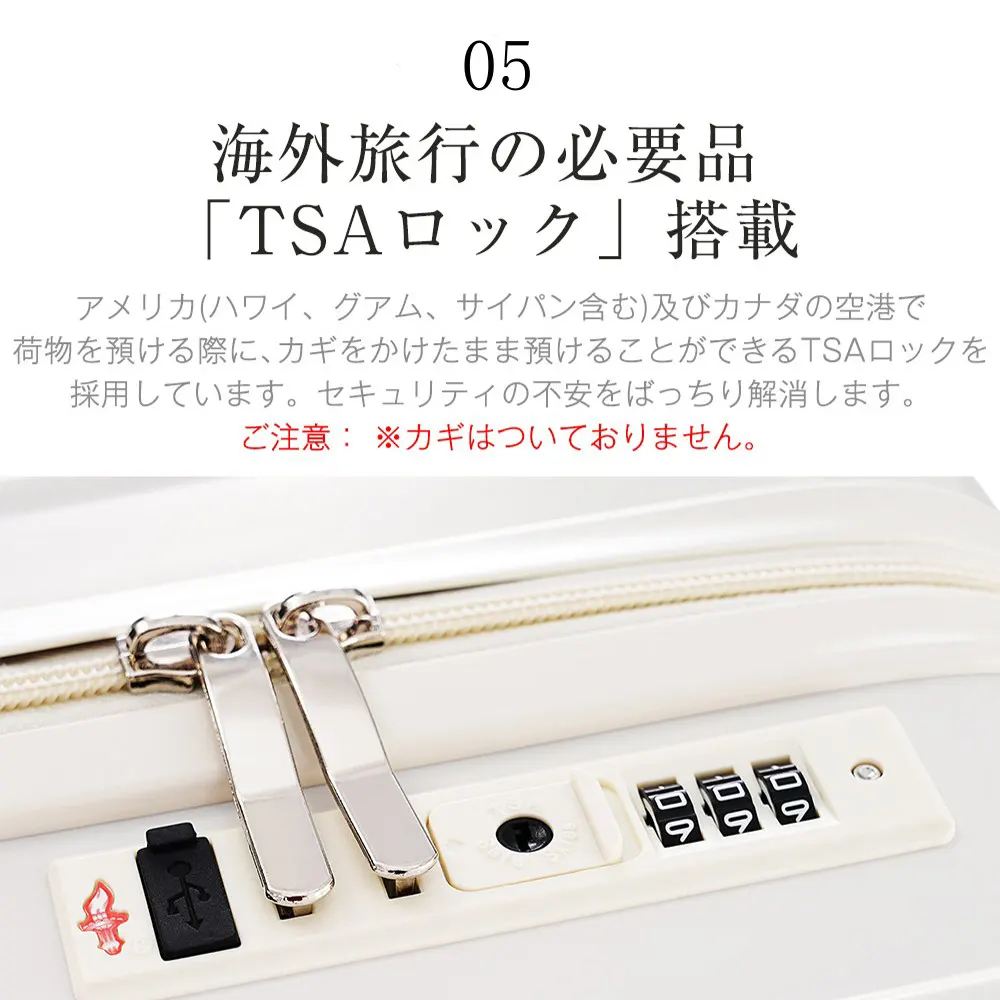 05
海外旅行の必要品
「TSAロック」搭載
アメリカ(ハワイ、グアム、サイパン含む)及びカナダの空港で
荷物を預ける際に、カギをかけたまま預けることができるTSAロックを
採用しています。セキュリティの不安をばっちり解消します。
ご注意： ※カギはついておりません。